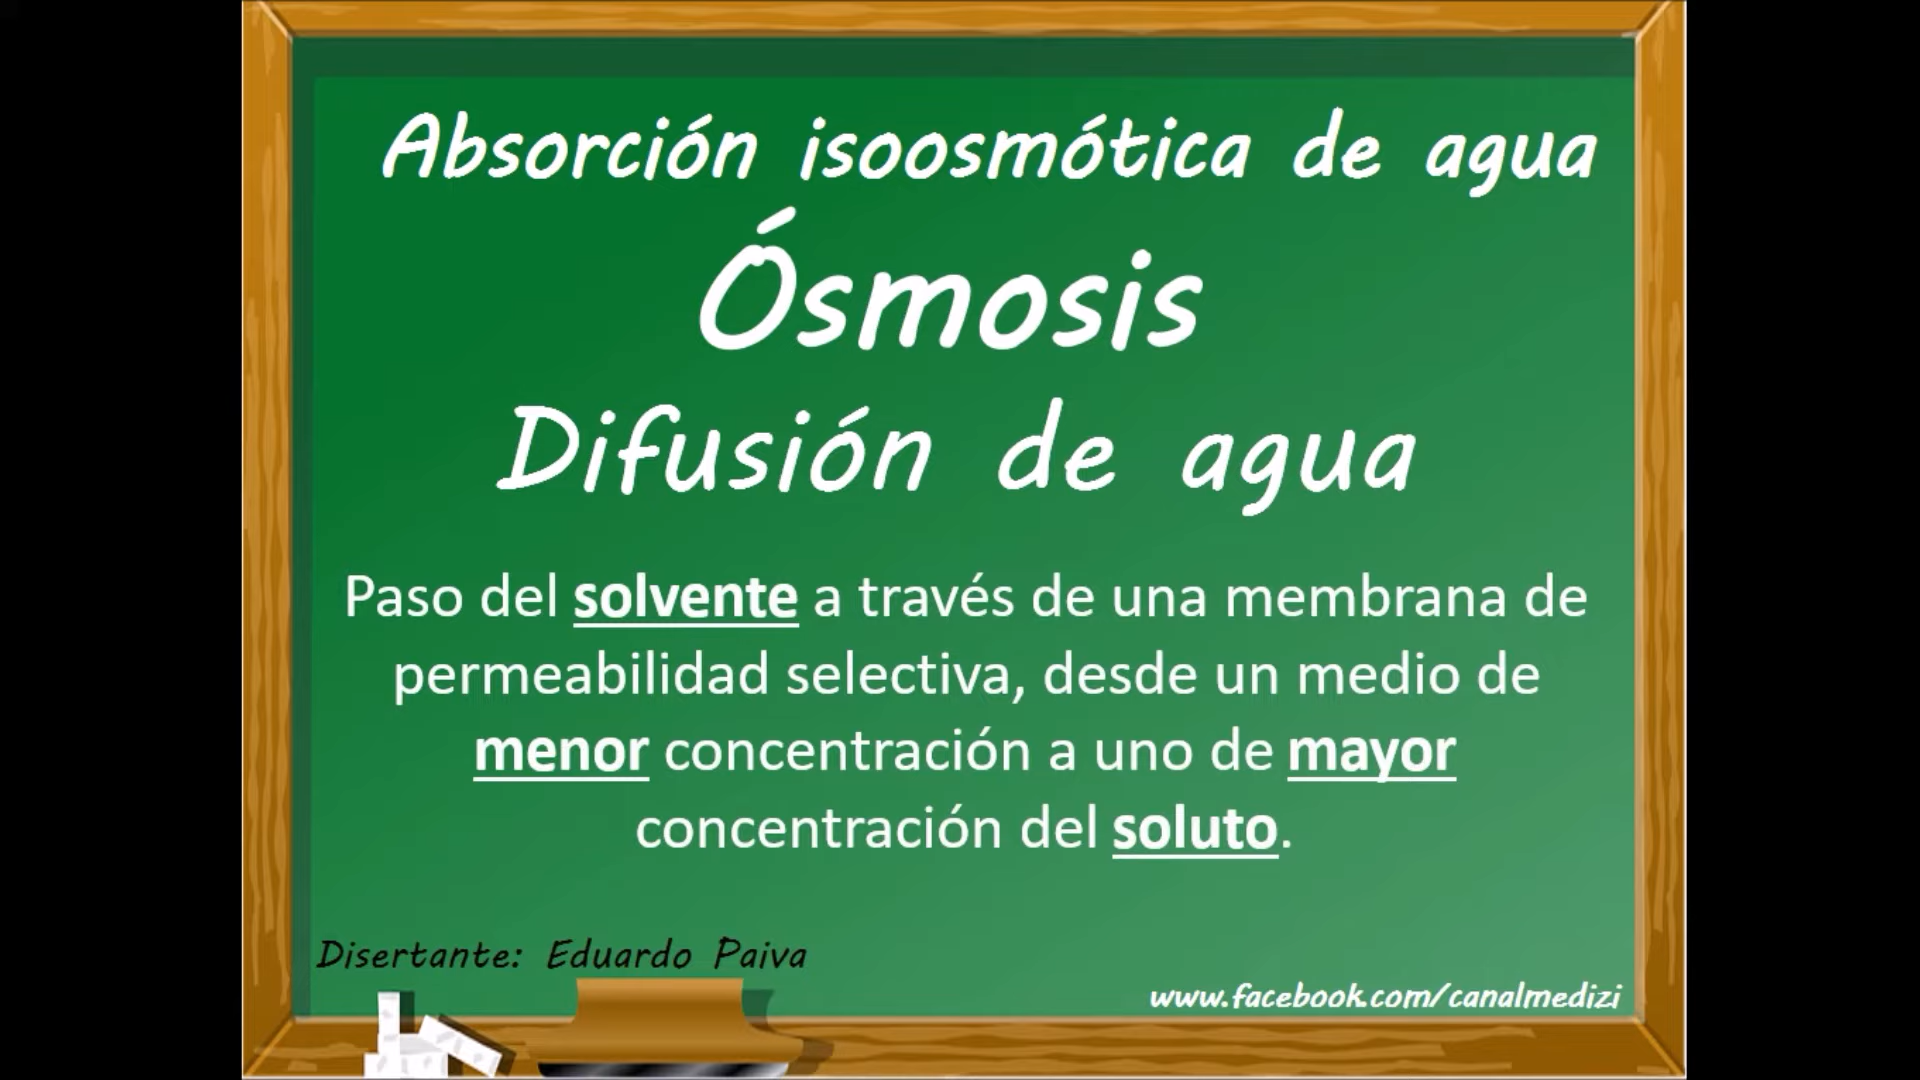 Absorción isoosmótica de agua
Ósmosis
Difusión de agua
Paso del solvente a través de una membrana de
permeabilidad selectiva, desde un medio de
menor concentración a uno de mayor
concentración del soluto.
Disertante: Eduardo Paiva
www.facebook.com/canalmedizi